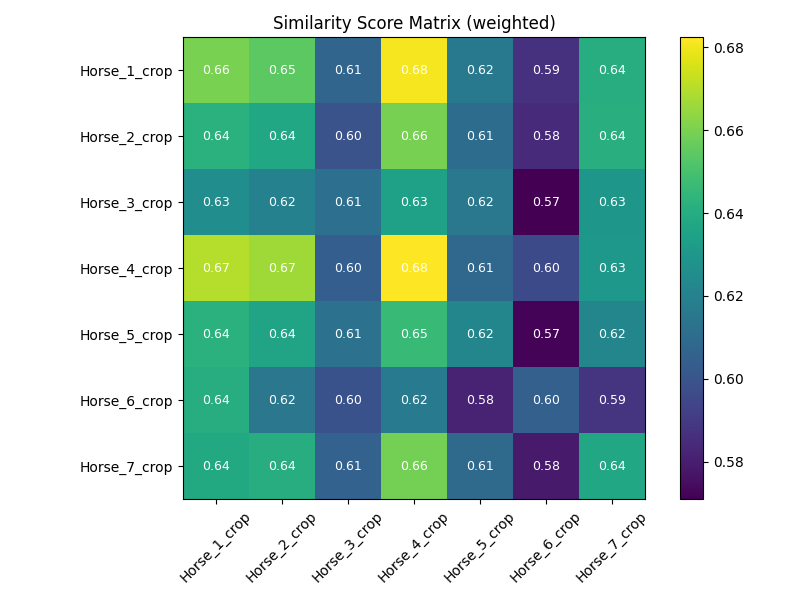 Similarity Score Matrix (weighted)
Horse_1_crop 0.66 0.65 0.61 0.68 0.62 0.59 0.64
Horse_2_crop 0.64 0.64 0.60 0.66 0.61 0.58 0.64
Horse_3_crop 0.63 0.62 0.61 0.63 0.62 0.57 0.63
Horse_4_crop 0.67 0.67 0.60 0.68 0.61 0.60 0.63
Horse_5_crop 0.64 0.64 0.61 0.65 0.62 0.57 0.62
Horse_6_crop 0.64 0.62 0.60 0.62 0.58 0.60 0.59
Horse_7_crop 0.64 0.64 0.61 0.66 0.61 0.58 0.64
Horse_1_crop Horse_2_crop Horse_3_crop Horse_4_crop Horse_5_crop Horse_6_crop Horse_7_crop
0.68
0.66
0.64
0.62
0.60
0.58